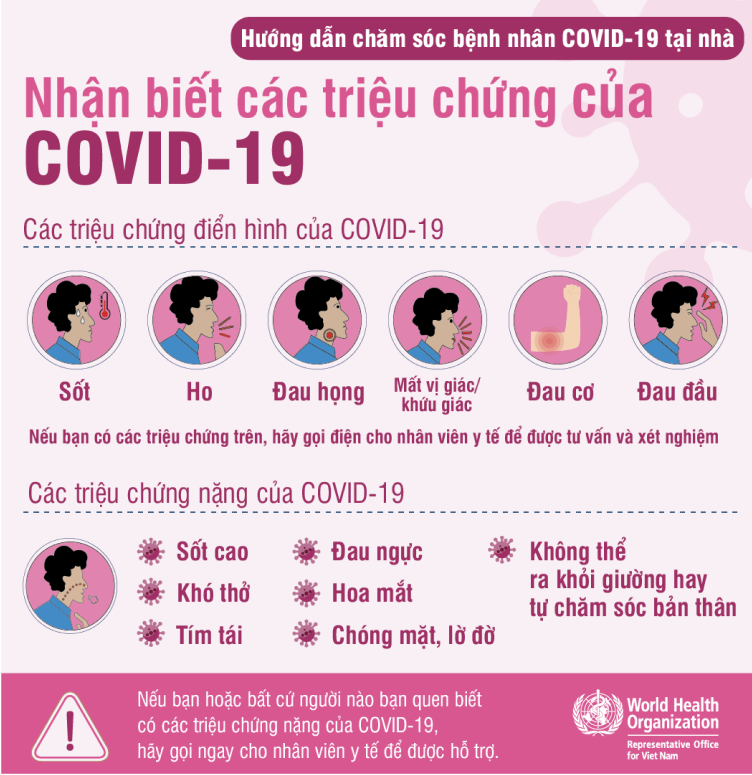 Hướng dẫn chăm sóc bệnh nhân COVID-19 tại nhà
Nhận biết các triệu chứng của
COVID-19
Các triệu chứng điển hình của COVID-19
Sốt
Ho
Đau họng
Mất vị giác/
khứu giác
Đau cơ
Đau đầu
Nếu bạn có các triệu chứng trên, hãy gọi điện cho nhân viên y tế để được tư vấn và xét nghiệm
Các triệu chứng nặng của COVID-19
Sốt cao
Khó thở
Tím tái
Đau ngực
Hoa mắt
Chóng mặt, lờ đờ
Không thể
ra khỏi giường hay
tự chăm sóc bản thân
Nếu bạn hoặc bất cứ người nào bạn quen biết
có các triệu chứng nặng của COVID-19,
hãy gọi ngay cho nhân viên y tế để được hỗ trợ.
World Health
Organization
Representative Office
for Viet Nam